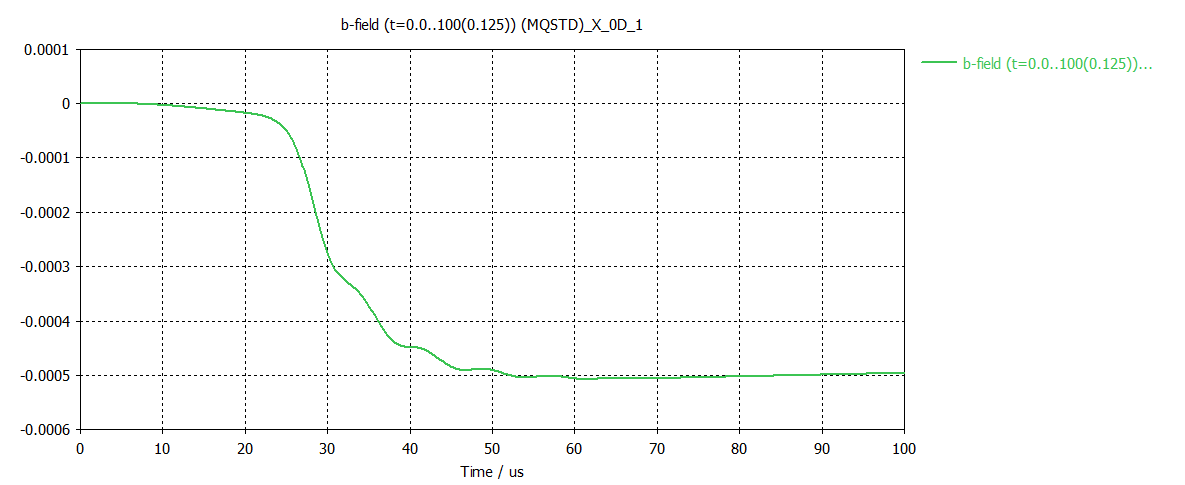 b-field (t=0.0..100(0.125)) (MQSTD)_X_0D_1
0.0001
0
-0.0001
-0.0002
-0.0003
-0.0004
-0.0005
-0.0006
0 10 20 30 40 50 60 70 80 90 100
Time / us
b-field (t=0.0..100(0.125))...